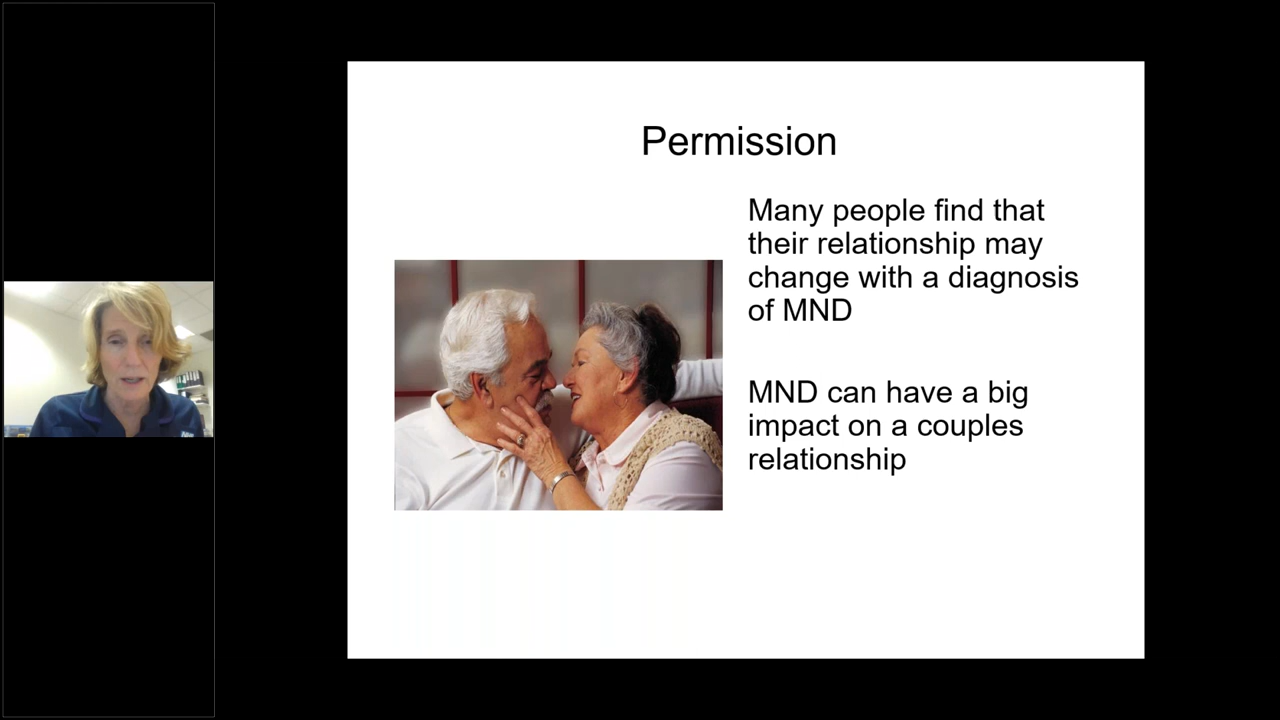 Permission
Many people find that
their relationship may
change with a diagnosis
of MND
MND can have a big
impact on a couples
relationship